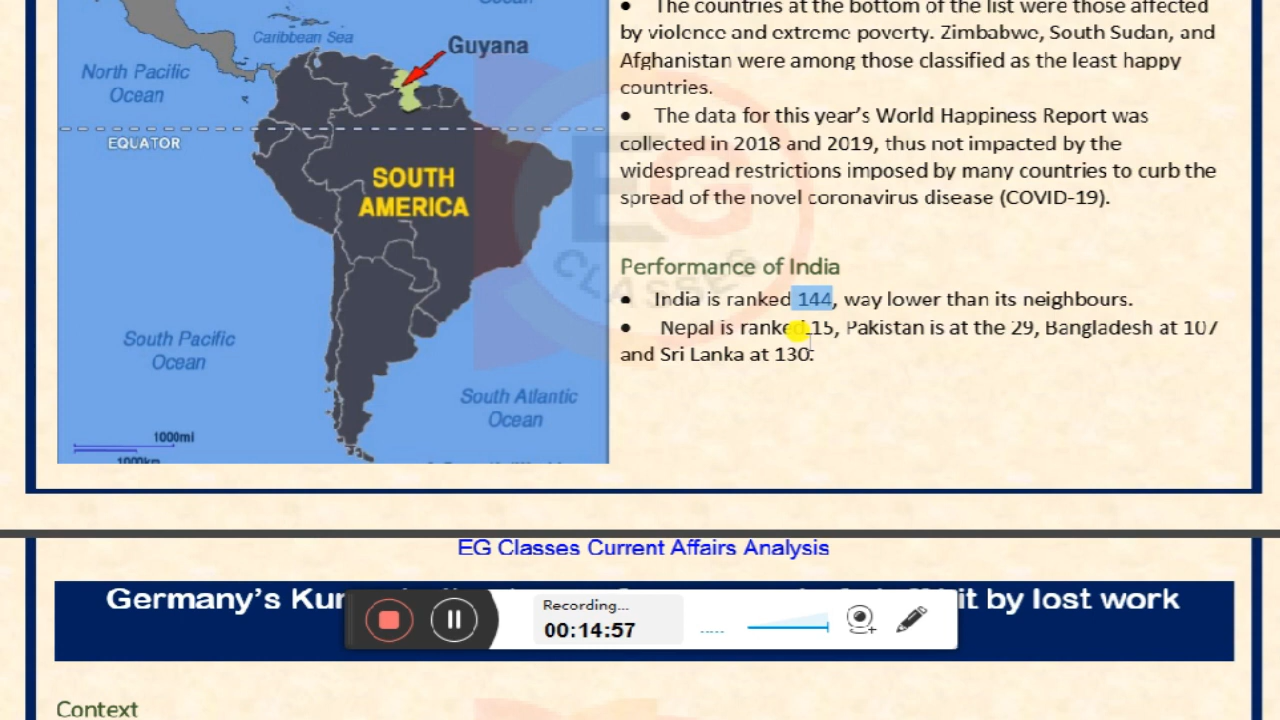 Ocean
Caribbean Sea
Guyana
North Pacific
Ocean
EQUATOR
SOUTH
AMERICA
South Pacific
Ocean
South Atlantic
Ocean
1000mi
1000km
• The countries at the bottom of the list were those affected
by violence and extreme poverty. Zimbabwe, South Sudan, and
Afghanistan were among those classified as the least happy
countries.
• The data for this year's World Happiness Report was
collected in 2018 and 2019, thus not impacted by the
widespread restrictions imposed by many countries to curb the
spread of the novel coronavirus disease (COVID-19).
EG
CLASSES
Performance of India
• India is ranked 144, way lower than its neighbours.
• Nepal is ranked 15, Pakistan is at the 29, Bangladesh at 107
and Sri Lanka at 130.
EG Classes Current Affairs Analysis
Germany's it by lost work
Recording...
00:14:57
Context